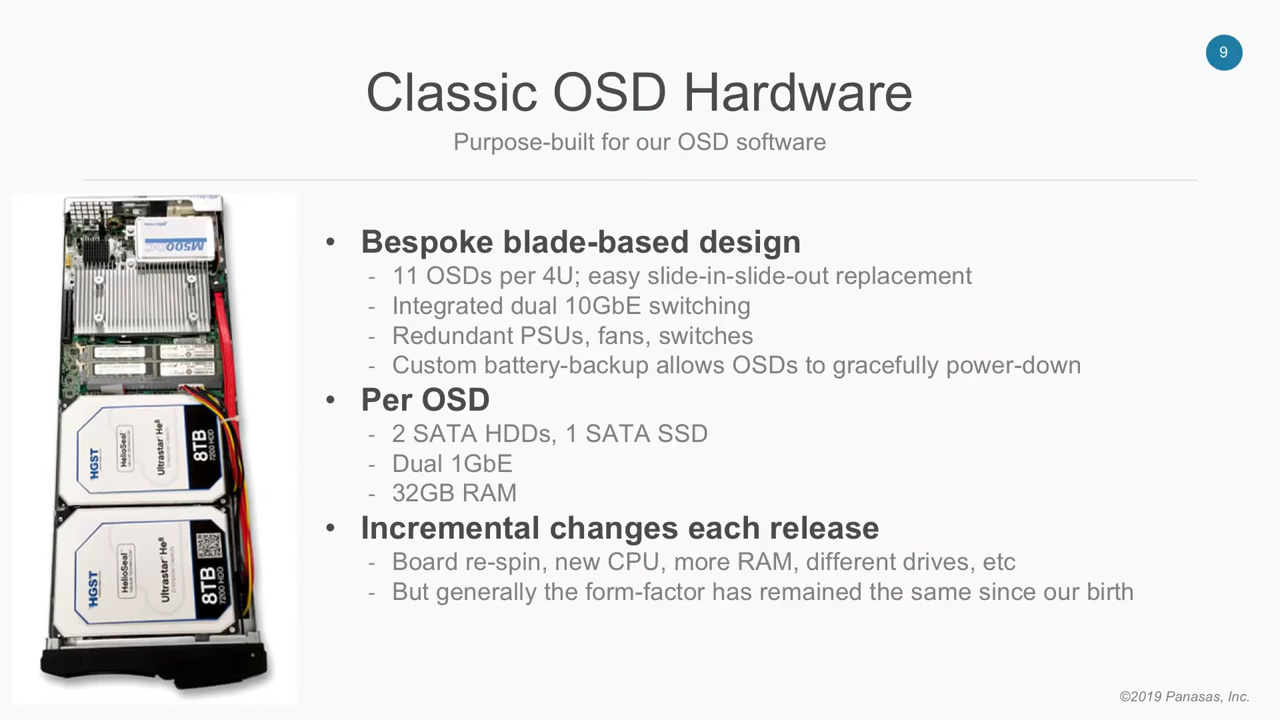 9
Classic OSD Hardware
Purpose-built for our OSD software
• Bespoke blade-based design
- 11 OSDs per 4U; easy slide-in-slide-out replacement
- Integrated dual 10GbE switching
- Redundant PSUs, fans, switches
- Custom battery-backup allows OSDs to gracefully power-down
• Per OSD
- 2 SATA HDDs, 1 SATA SSD
- Dual 1GbE
- 32GB RAM
• Incremental changes each release
- Board re-spin, new CPU, more RAM, different drives, etc
- But generally the form-factor has remained the same since our birth
M500
HGST
HelioSeal
Ultrastar He8
8TB
7200 HDD
HGST
HelioSeal
Ultrastar He8
8TB
7200 HDD
©2019 Panasas, Inc.